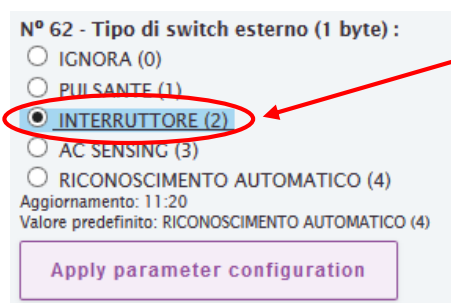 Nº 62 - Tipo di switch esterno (1 byte) :
IGNORA (0)
PULSANTE (1)
INTERRUTTORE (2)
AC SENSING (3)
RICONOSCIMENTO AUTOMATICO (4)
Aggiornamento: 11:20
Valore predefinito: RICONOSCIMENTO AUTOMATICO (4)
Apply parameter configuration